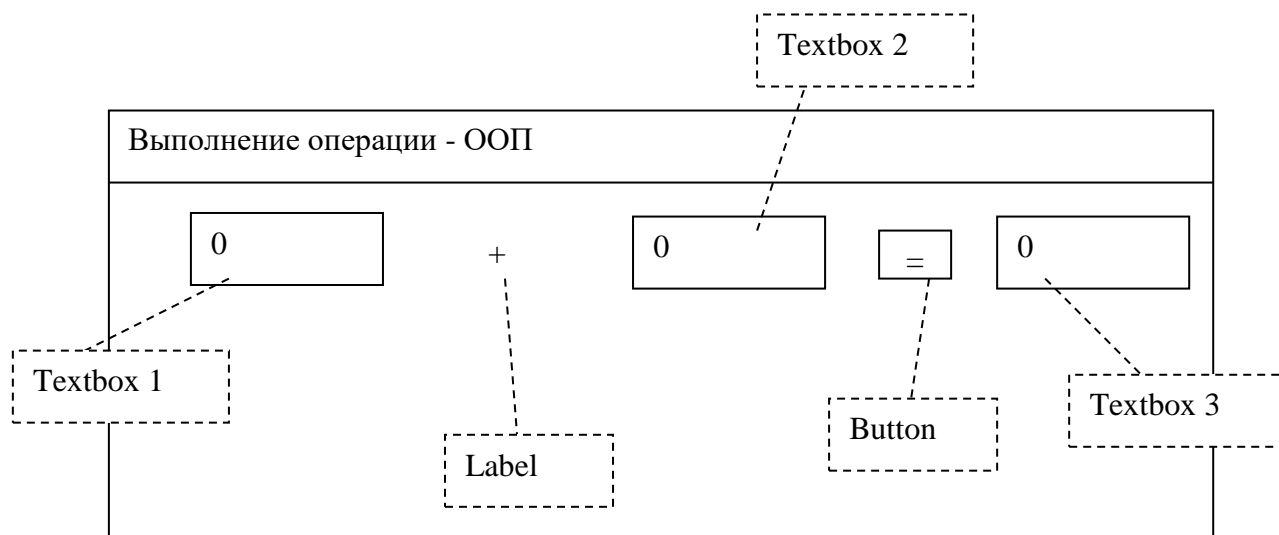 Textbox 2
Выполнение операции - ООП
0
+
0
=
0
Textbox 1
Textbox 3
Button
Label